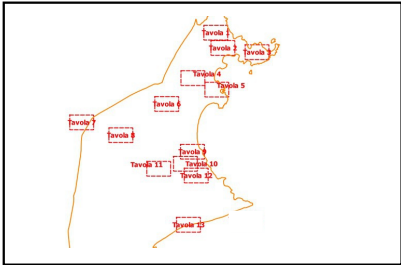 Tavola 1
Tavola 2
Tavola 3
Tavola 4
Tavola 5
Tavola 6
Tavola 7
Tavola 8
Tavola 9
Tavola 10
Tavola 11
Tavola 12
Tavola 13